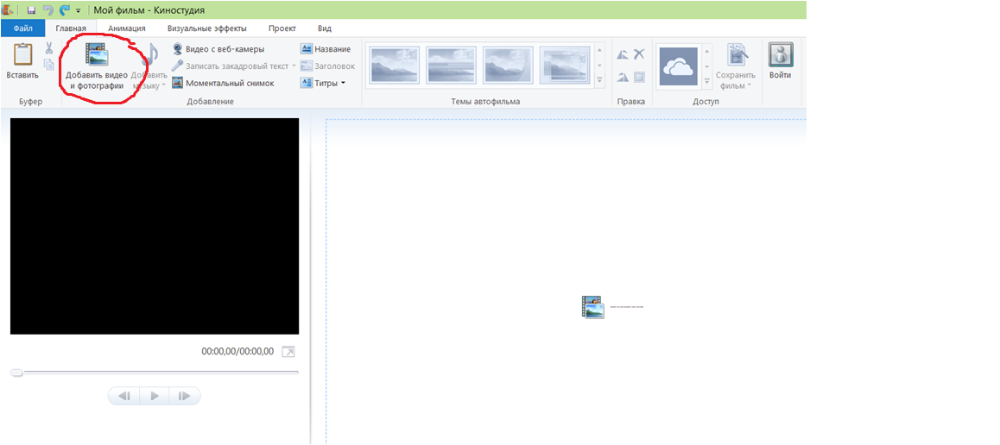 Мой фильм - Киностудия
Файл Главная Анимация Визуальные эффекты Проект Вид
Вставить
Буфер
Добавить видео
и фотографии
Добавить
музыку
Видео с веб-камеры
Записать закадровый текст
Моментальный снимок
Название
Заголовок
Титры
Добавление
Темы автофильма
Правка
Сохранить
фильм
Доступ
Войти
00:00,00/00:00,00